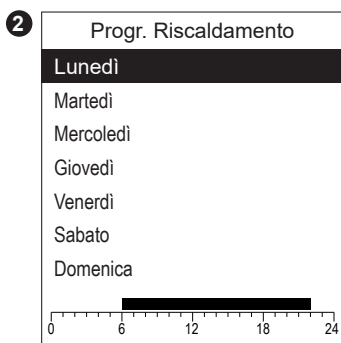 2
Progr. Riscaldamento
Lunedì
Martedì
Mercoledì
Giovedì
Venerdì
Sabato
Domenica
0 6 12 18 24